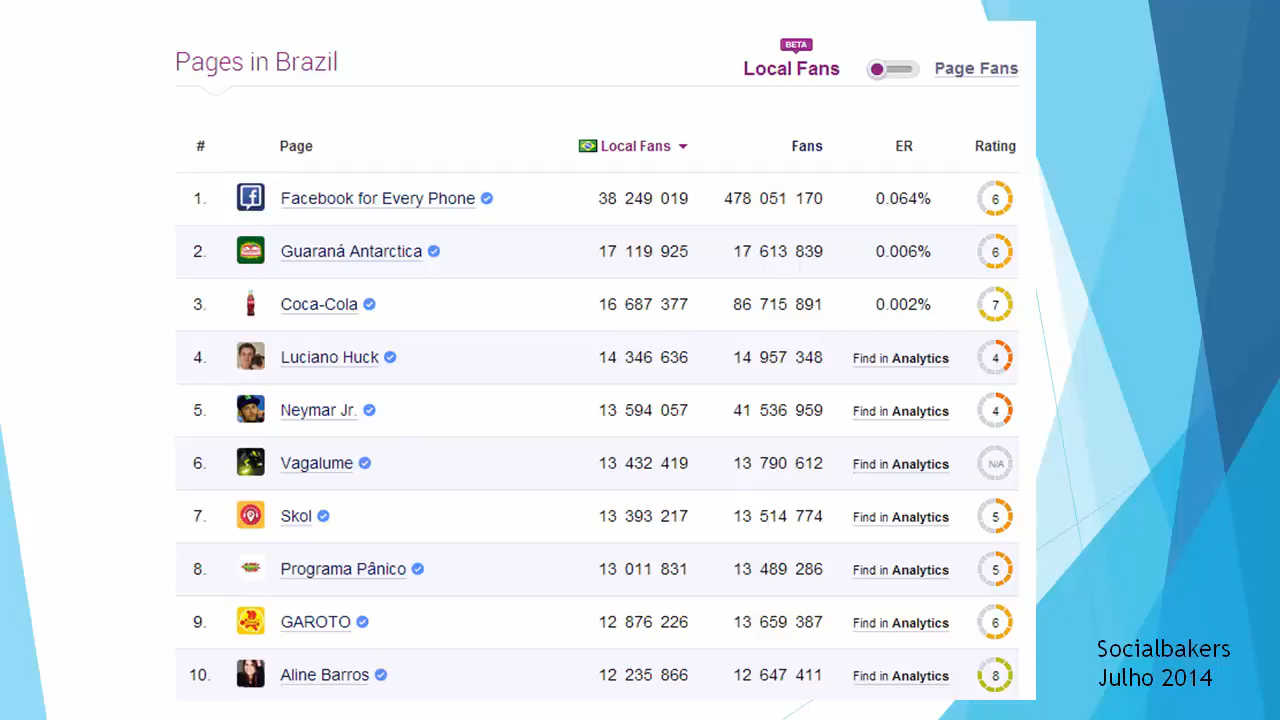 BETA
Pages in Brazil Local Fans Page Fans
# Page Local Fans Fans ER Rating
1. Facebook for Every Phone 38 249 019 478 051 170 0.064% 6
2. Guaraná Antarctica 17 119 925 17 613 839 0.006% 6
3. Coca-Cola 16 687 377 86 715 891 0.002% 7
4. Luciano Huck 14 346 636 14 957 348 Find in Analytics 4
5. Neymar Jr. 13 594 057 41 536 959 Find in Analytics 4
6. Vagalume 13 432 419 13 790 612 Find in Analytics N/A
7. Skol 13 393 217 13 514 774 Find in Analytics 5
8. Programa Pânico 13 011 831 13 489 286 Find in Analytics 5
9. GAROTO 12 876 226 13 659 387 Find in Analytics 6
10. Aline Barros 12 235 866 12 647 411 Find in Analytics 8
Socialbakers
Julho 2014